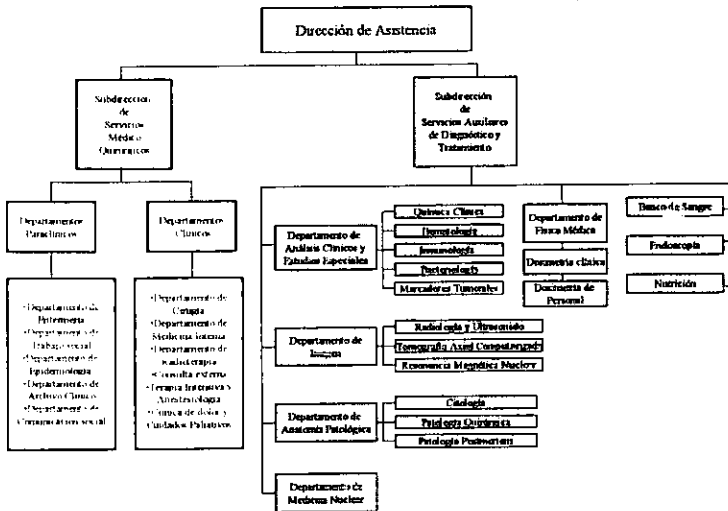 Dirección de Asistencia
Subdirección
de
Servicios
Médico
Quirúrgicos
Subdirección
de
Servicios Auxiliares
de Diagnóstico y
Tratamiento
Departamentos
Paraclínicos
Departamentos
Clínicos
•Departamento de
Enfermería
•Departamento de
Trabajo social
•Departamento de
Epidemiología
•Departamento de
Archivo Clínico
•Departamento de
Comunicación social
•Departamento de
Cirugía
•Departamento de
Medicina interna
•Departamento de
Radioterapia
•Consulta externa
•Terapia Intensiva y
Anestesiología
•Clínica de dolor y
Cuidados Paliativos
Departamento de
Análisis Clínicos y
Estudios Especiales
Química Clínica
Hematología
Inmunología
Bacteriología
Marcadores Tumorales
Departamento de
Imagen
Radiología y Ultrasonido
Tomografía Axial Computarizada
Resonancia Magnética Nuclear
Departamento de
Anatomía Patológica
Citología
Patología Quirúrgica
Patología Postmortem
Departamento de
Medicina Nuclear
Departamento de
Física Médica
Dosimetría clínica
Dosimetría de
Personal
Banco de Sangre
Endoscopía
Nutrición